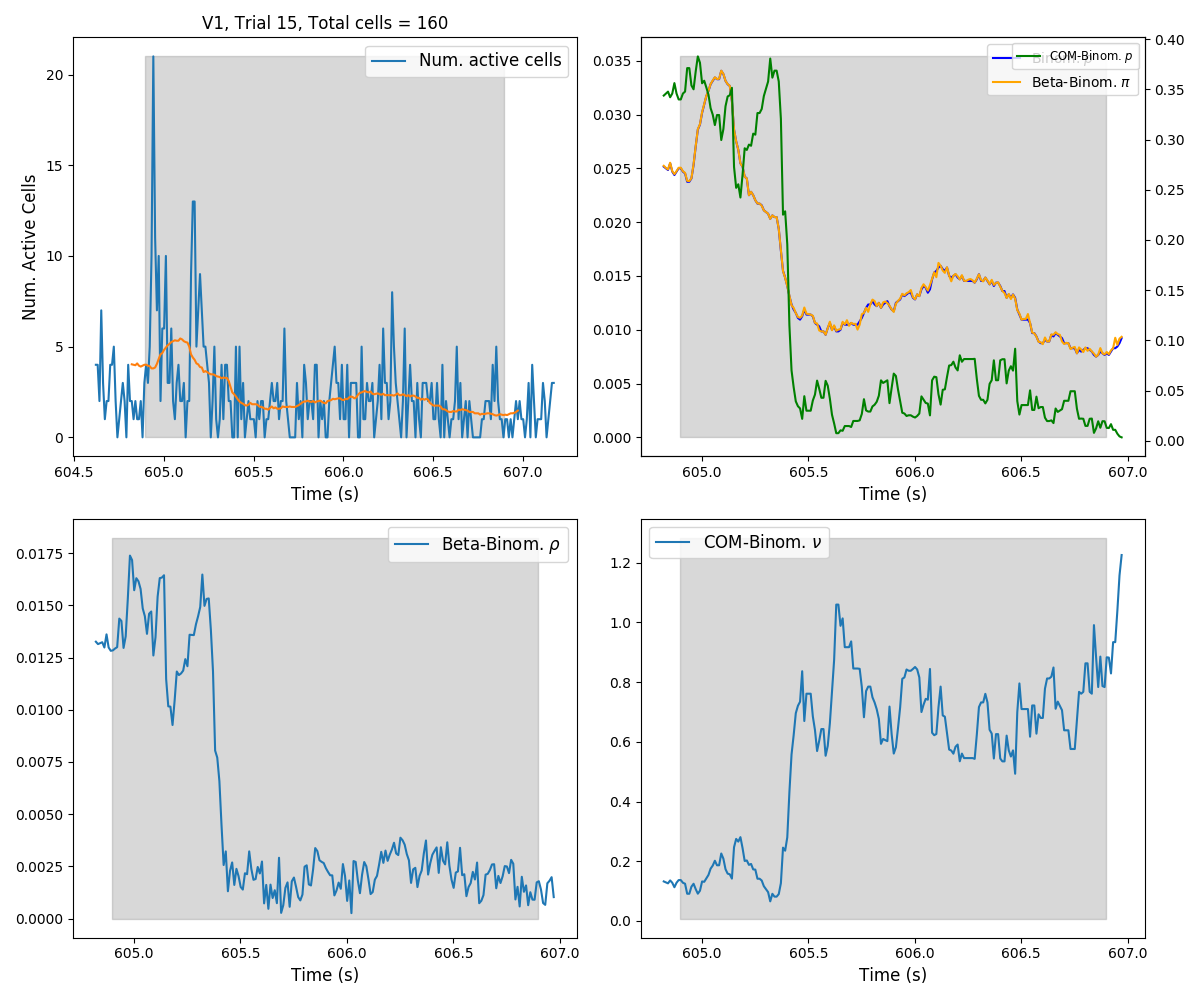 V1, Trial 15, Total cells = 160
Num. active cells
Num. Active Cells
20
15
10
5
0
604.5 605.0 605.5 606.0 606.5 607.0
Time (s)
COM-Binom. p
Beta-Binom. π
0.035
0.030
0.025
0.020
0.015
0.010
0.005
0.000
0.40
0.35
0.30
0.25
0.20
0.15
0.10
0.05
0.00
605.0 605.5 606.0 606.5 607.0
Time (s)
Beta-Binom. ρ
0.0175
0.0150
0.0125
0.0100
0.0075
0.0050
0.0025
0.0000
605.0 605.5 606.0 606.5 607.0
Time (s)
COM-Binom. ν
1.2
1.0
0.8
0.6
0.4
0.2
0.0
605.0 605.5 606.0 606.5 607.0
Time (s)